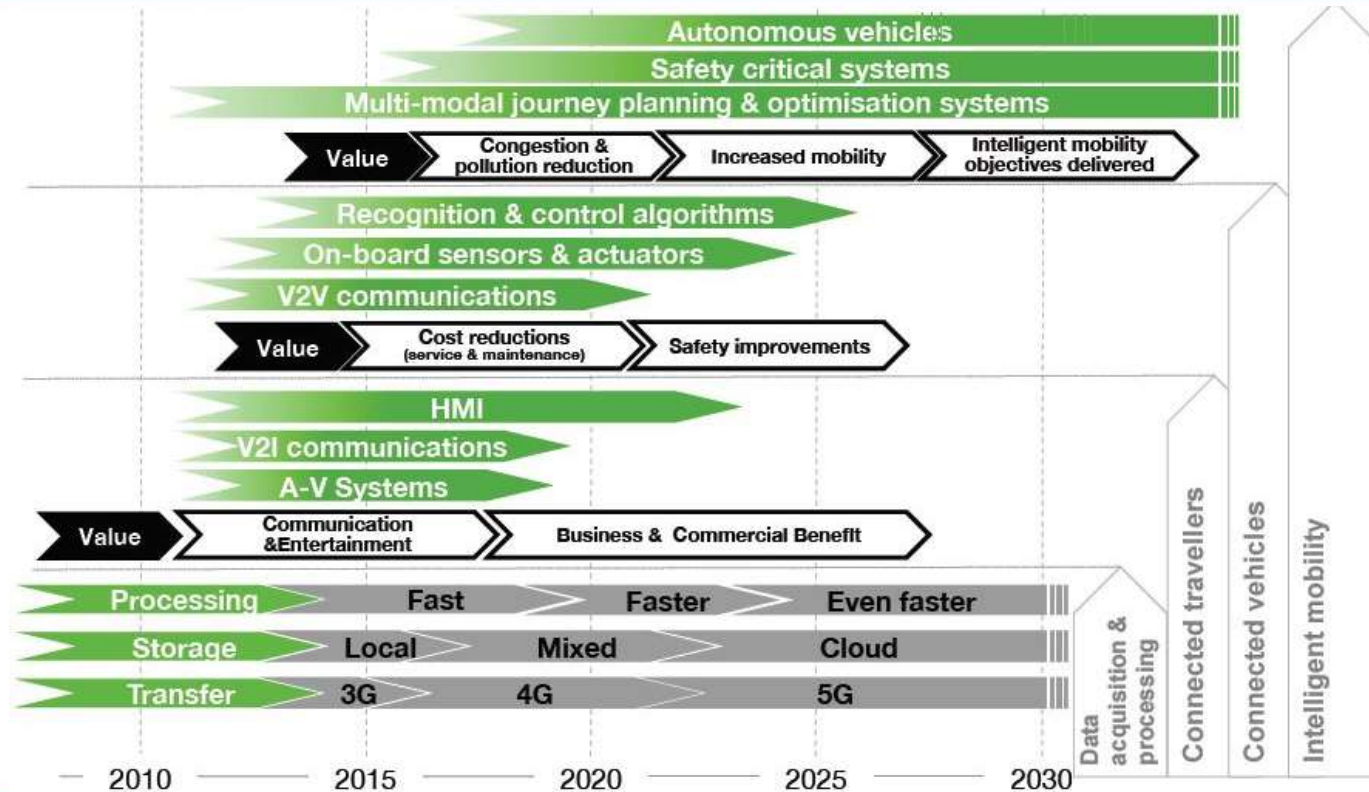 Autonomous vehicles
Safety critical systems
Multi-modal journey planning & optimisation systems
Value
Congestion &
pollution reduction
Increased mobility
Intelligent mobility
objectives delivered
Recognition & control algorithms
On-board sensors & actuators
V2V communications
Value
Cost reductions
(service & maintenance)
Safety improvements
HMI
V2I communications
A-V Systems
Value
Communication
&Entertainment
Business & Commercial Benefit
Processing
Fast
Faster
Even faster
Storage
Local
Mixed
Cloud
Transfer
3G
4G
5G
2010
2015
2020
2025
2030
Data
acquisition &
processing
Connected travellers
Connected vehicles
Intelligent mobility